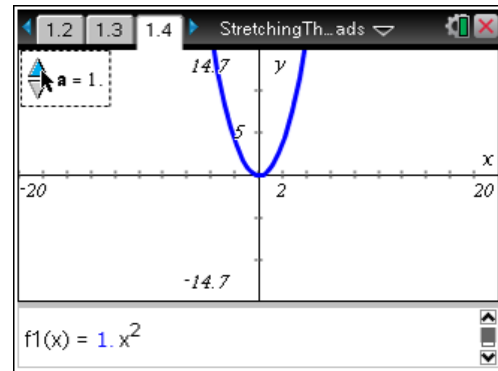 1.2 1.3 1.4 StretchingTh...ads
a = 1.
14.7 y
5
x
-20 2 20
-14.7
f1(x) = 1. x²